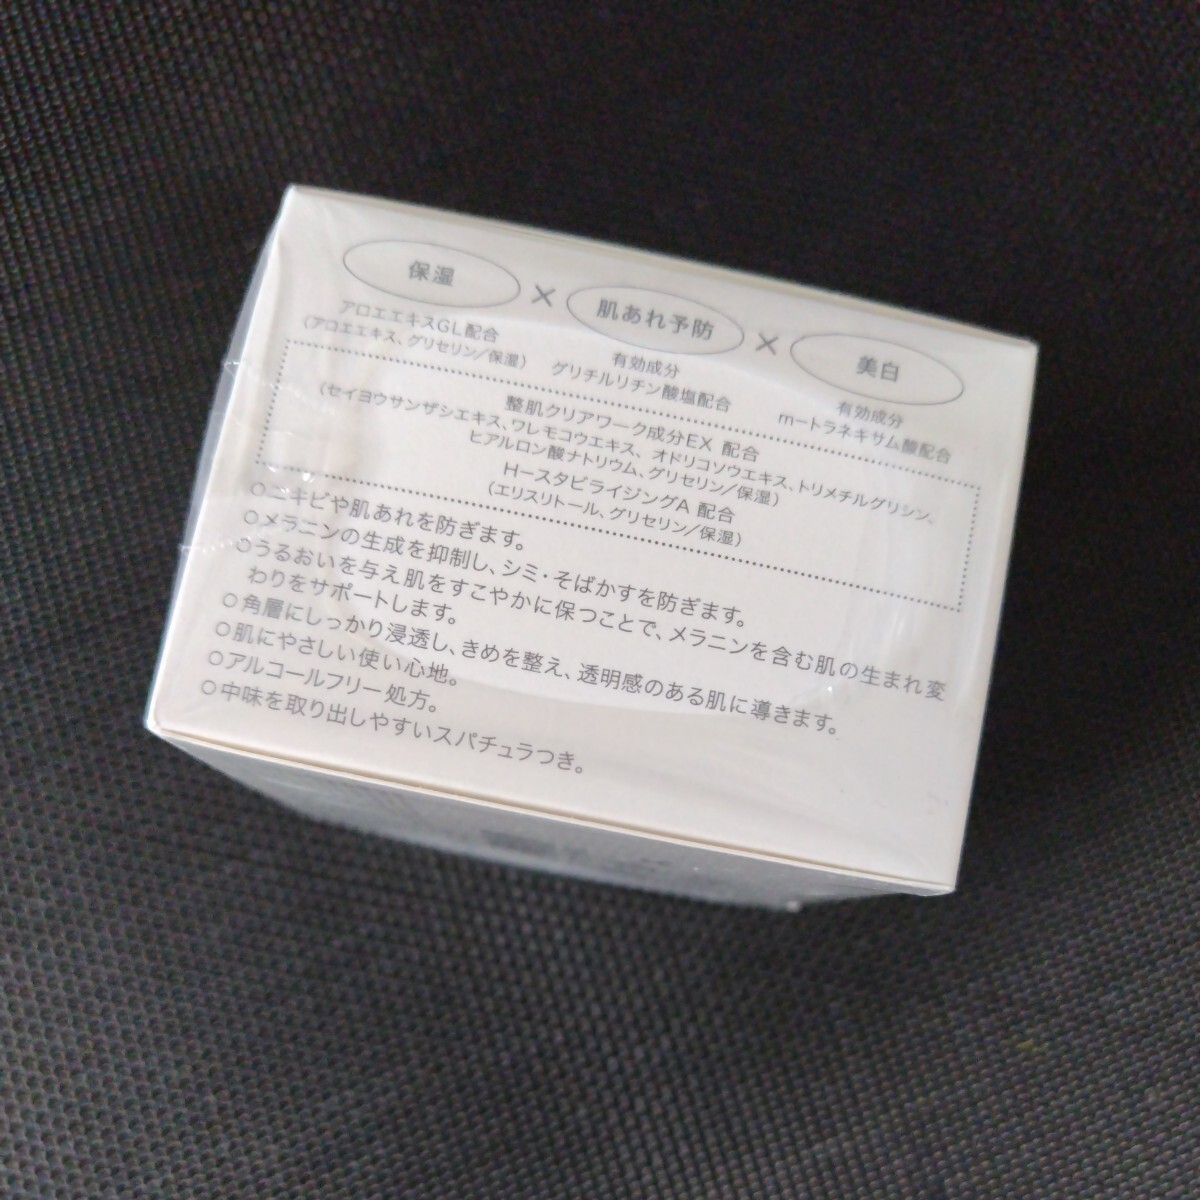 保湿 × 肌あれ予防 × 美白
アロエエキスGL配合
(アロエエキス、グリセリン/保湿)
有効成分
グリチルリチン酸塩配合
有効成分
m−トラネキサム酸配合
整肌クリアワーク成分EX 配合
(セイヨウサンザシエキス、ワレモコウエキス、オドリコソウエキス、トリメチルグリシン、
ヒアルロン酸ナトリウム、グリセリン/保湿)
H−スタビライジングA 配合
(エリスリトール、グリセリン/保湿)
○ニキビや肌あれを防ぎます。
○メラニンの生成を抑制し、シミ・そばかすを防ぎます。
○うるおいを与え肌をすこやかに保つことで、メラニンを含む肌の生まれ変
わりをサポートします。
○角層にしっかり浸透し、きめを整え、透明感のある肌に導きます。
○肌にやさしい使い心地。
○アルコールフリー処方。
○中味を取り出しやすいスパチュラつき。